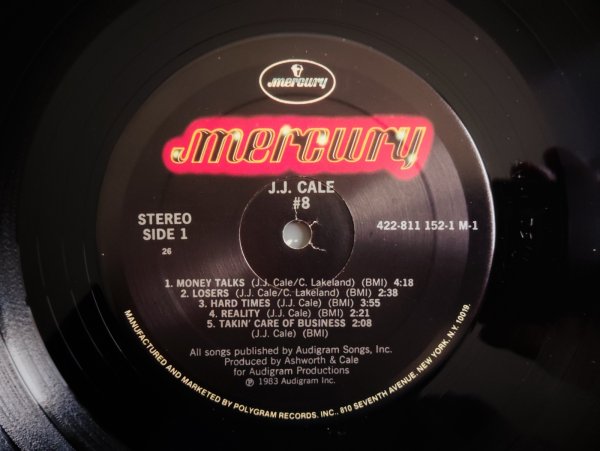 mercury
mercury
J.J. CALE
#8
STEREO
SIDE 1
26
422-811 152-1 M-1
1. MONEY TALKS (J.J. Cale/C. Lakeland) (BMI) 4:18
2. LOSERS (J.J. Cale/C. Lakeland) (BMI) 2:38
3. HARD TIMES (J.J. Cale) (BMI) 3:55
4. REALITY (J.J. Cale) (BMI) 2:21
5. TAKIN' CARE OF BUSINESS 2:08
(J.J. Cale) (BMI)
All songs published by Audigram Songs, Inc.
Produced by Ashworth & Cale
for Audigram Productions
℗ 1983 Audigram Inc.
MANUFACTURED AND MARKETED BY POLYGRAM RECORDS. INC.. 810 SEVENTH AVENUE. NEW YORK. N.Y. 10019.